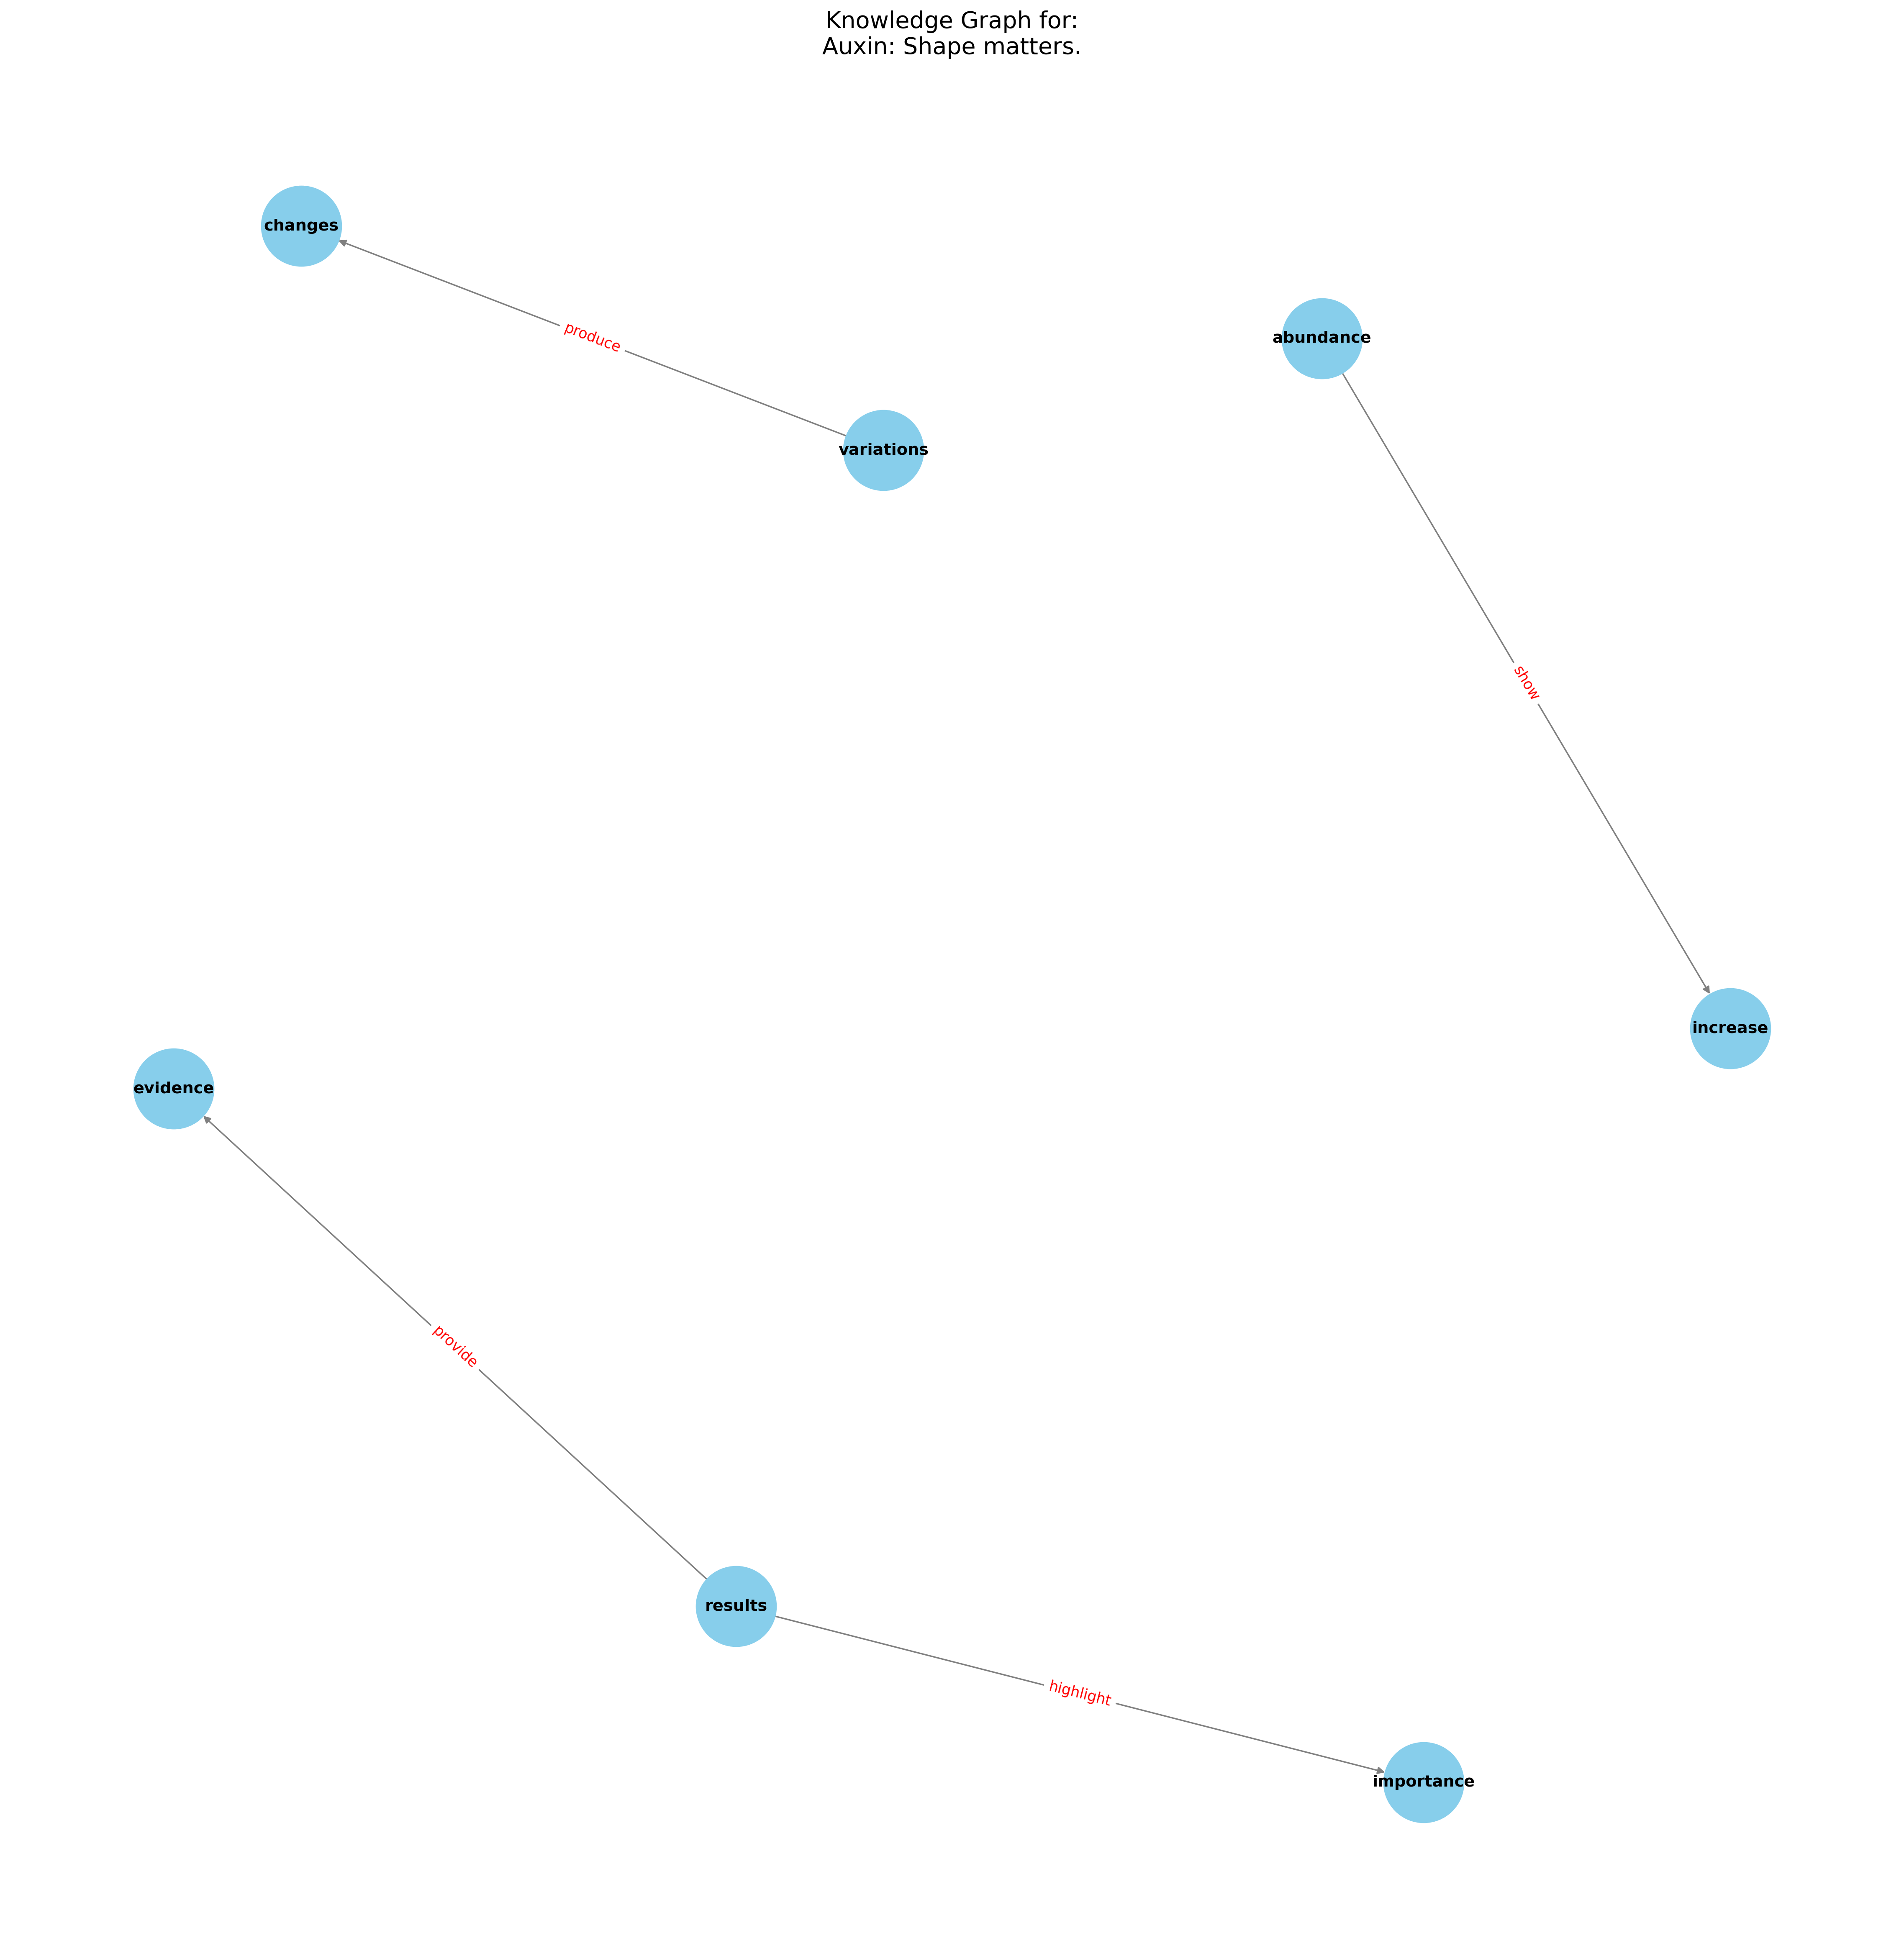 Knowledge Graph for:
Auxin: Shape matters.
changes
produce
abundance
variations
show
increase
evidence
provide
results
highlight
importance